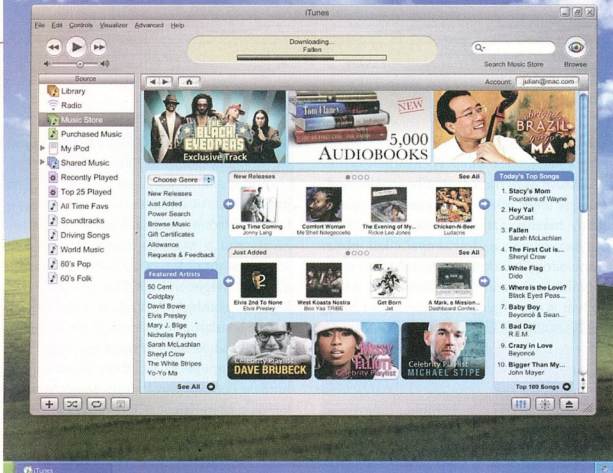 iTunes
File Edit Controls Visualizer Advanced Help
Downloading...
Fallen
Search Music Store
Browse
Source
Library
Radio
Music Store
Purchased Music
My iPod
Shared Music
Recently Played
Top 25 Played
All Time Favs
Soundtracks
Driving Songs
World Music
80's Pop
60's Folk
Account: julian@mac.com
THE BLACK EYED PEAS
Exclusive Track
Tom Clancy
NEW
5,000
AUDIOBOOKS
BRAZIL
MA
Choose Genre
New Releases
Just Added
Power Search
Browse Music
Gift Certificates
Allowance
Requests & Feedback
Featured Artists
50 Cent
Coldplay
David Bowie
Elvis Presley
Mary J. Blige
Nicholas Payton
Sarah McLachlan
Sheryl Crow
The White Stripes
Yo-Yo Ma
See All
New Releases
See All
Long Time Coming
Jonny Lang
Comfort Woman
Me'Shell Ndegeocello
The Evening of My...
Rickie Lee Jones
Chicken-N-Beer
Ludacris
Just Added
See All
Elvis 2nd To None
Elvis Presley
West Koasta Nostra
Boo Yaa TRIBE
Get Born
Jet
A Mark, a Mission...
Dashboard Confes...
Celebrity Playlist
DAVE BRUBECK
MISSY ELLIOTT
Celebrity Playlist
Celebrity Playlist
MICHAEL STIPE
Today's Top Songs
1. Stacy's Mom
Fountains of Wayne
2. Hey Ya!
OutKast
3. Fallen
Sarah McLachlan
4. The First Cut is...
Sheryl Crow
5. White Flag
Dido
6. Where is the Love?
Black Eyed Peas...
7. Baby Boy
Beyoncé & Sean...
8. Bad Day
R.E.M.
9. Crazy in Love
Beyoncé
10. Bigger Than My...
John Mayer
Top 100 Songs
iTunes